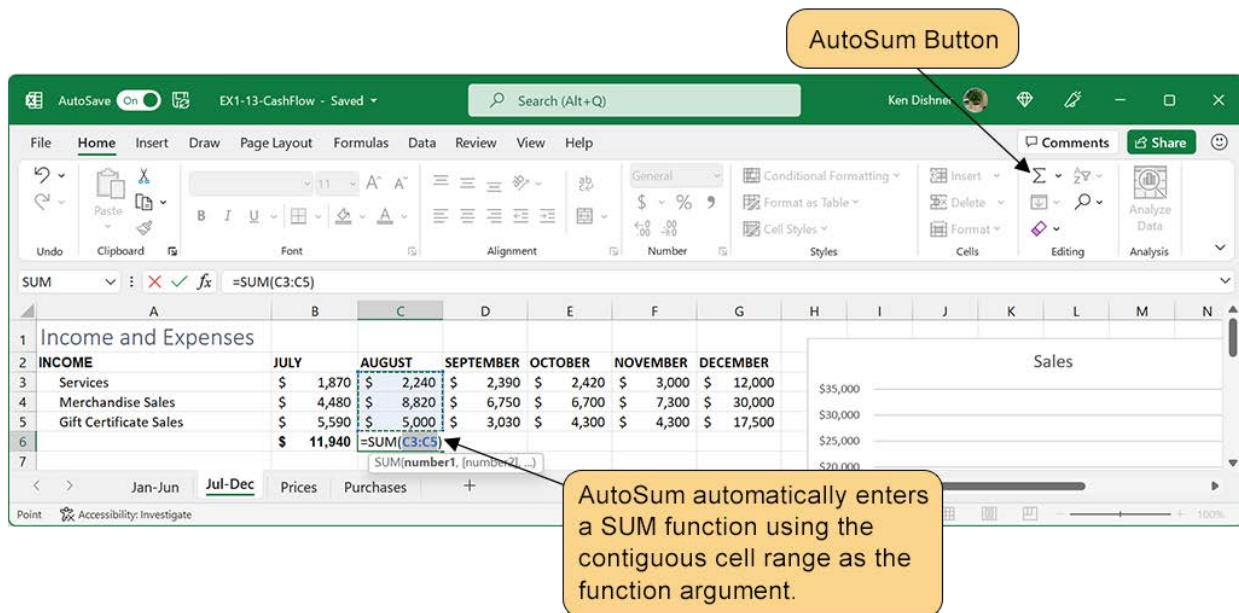 AutoSum Button
AutoSave On EX1-13-CashFlow - Saved Search (Alt+Q) Ken Dishner
File Home Insert Draw Page Layout Formulas Data Review View Help Comments Share
11 A^ A˅ General Conditional Formatting Insert Σ
Paste B I U A $ % 9 Format as Table Delete Analyze
Cell Styles Format Data
Undo Clipboard Font Alignment Number Styles Cells Editing Analysis
SUM fx =SUM(C3:C5)
A B C D E F G H I J K L M N
1 Income and Expenses
2 INCOME JULY AUGUST SEPTEMBER OCTOBER NOVEMBER DECEMBER Sales
3 Services $ 1,870 $ 2,240 $ 2,390 $ 2,420 $ 3,000 $ 12,000 $35,000
4 Merchandise Sales $ 4,480 $ 8,820 $ 6,750 $ 6,700 $ 7,300 $ 30,000 $30,000
5 Gift Certificate Sales $ 5,590 $ 5,000 $ 3,030 $ 4,300 $ 4,300 $ 17,500
6 $ 11,940 =SUM(C3:C5) $25,000
7 SUM(number1, [number2], ...) $20,000
Jan-Jun Jul-Dec Prices Purchases +
Point Accessibility: Investigate 100%
AutoSum automatically enters
a SUM function using the
contiguous cell range as the
function argument.